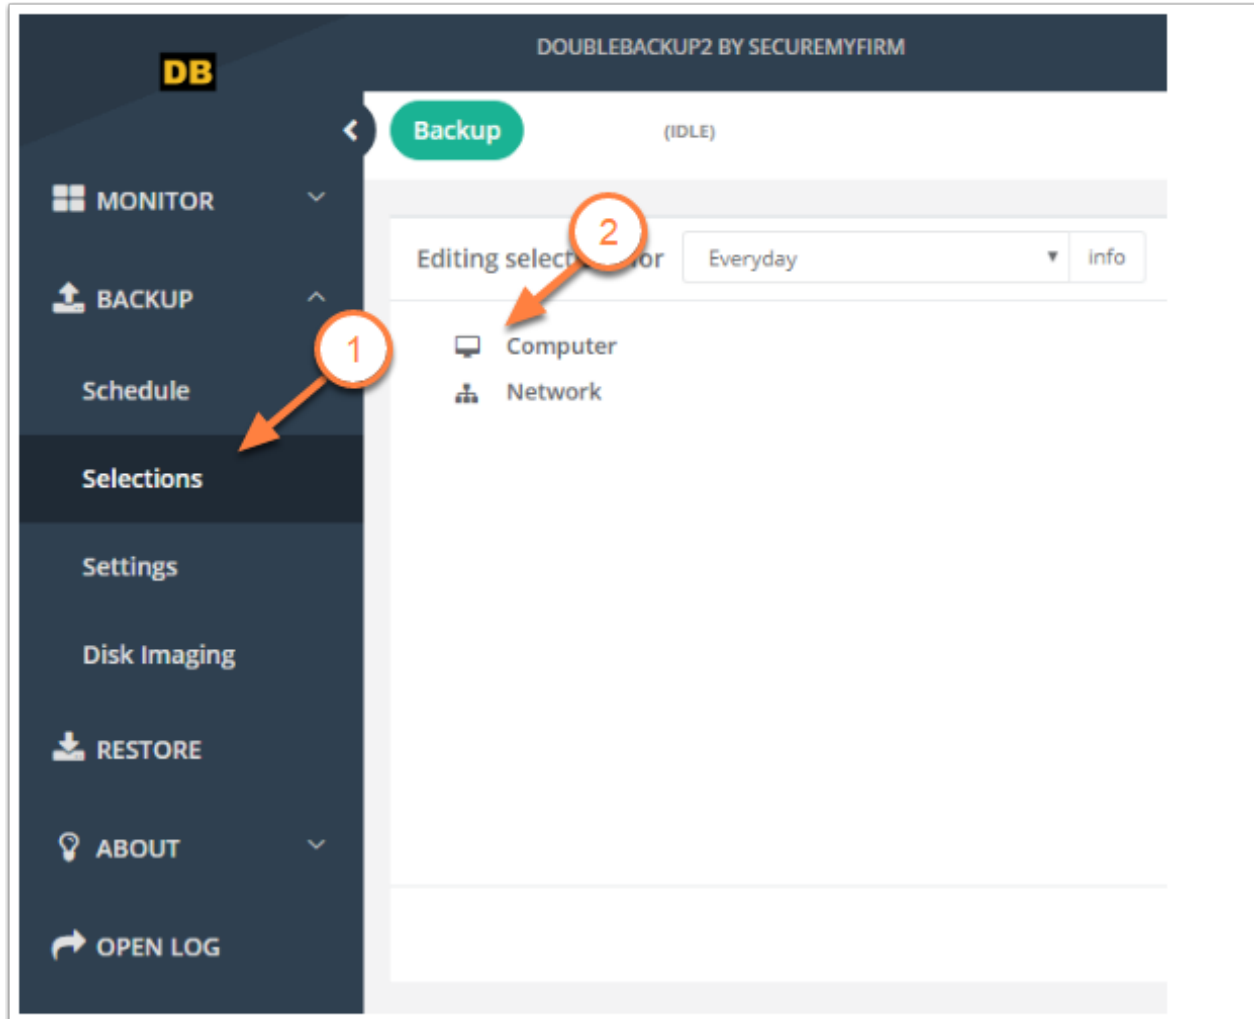 DB
DOUBLEBACKUP2 BY SECUREMYFIRM
Backup (IDLE)
MONITOR
2
Editing select or Everyday info
BACKUP
1
Computer
Schedule
Network
Selections
Settings
Disk Imaging
RESTORE
ABOUT
OPEN LOG